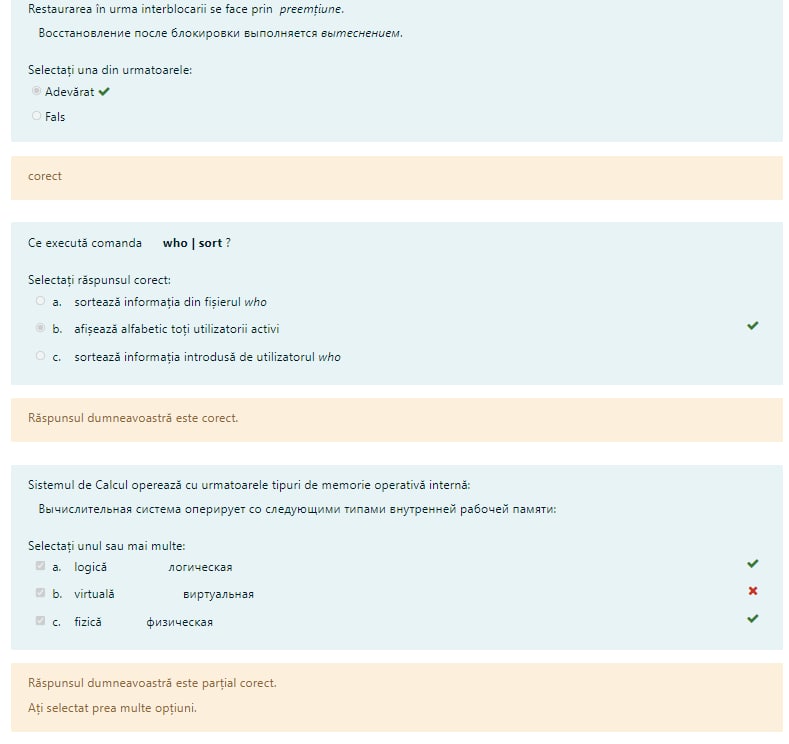 Restaurarea în urma interblocarii se face prin preemțiune.
Восстановление после блокировки выполняется вытеснением.
Selectați una din urmatoarele:
Adevărat
Fals
corect
Ce execută comanda who | sort ?
Selectați răspunsul corect:
a. sortează informația din fișierul who
b. afișează alfabetic toți utilizatorii activi
c. sortează informația introdusă de utilizatorul who
Răspunsul dumneavoastră este corect.
Sistemul de Calcul operează cu urmatoarele tipuri de memorie operativă internă:
Вычислительная система оперирует со следующими типами внутренней рабочей памяти:
Selectați unul sau mai multe:
a. logică логическая
b. virtuală виртуальная
c. fizică физическая
Răspunsul dumneavoastră este parțial corect.
Ați selectat prea multe opțiuni.